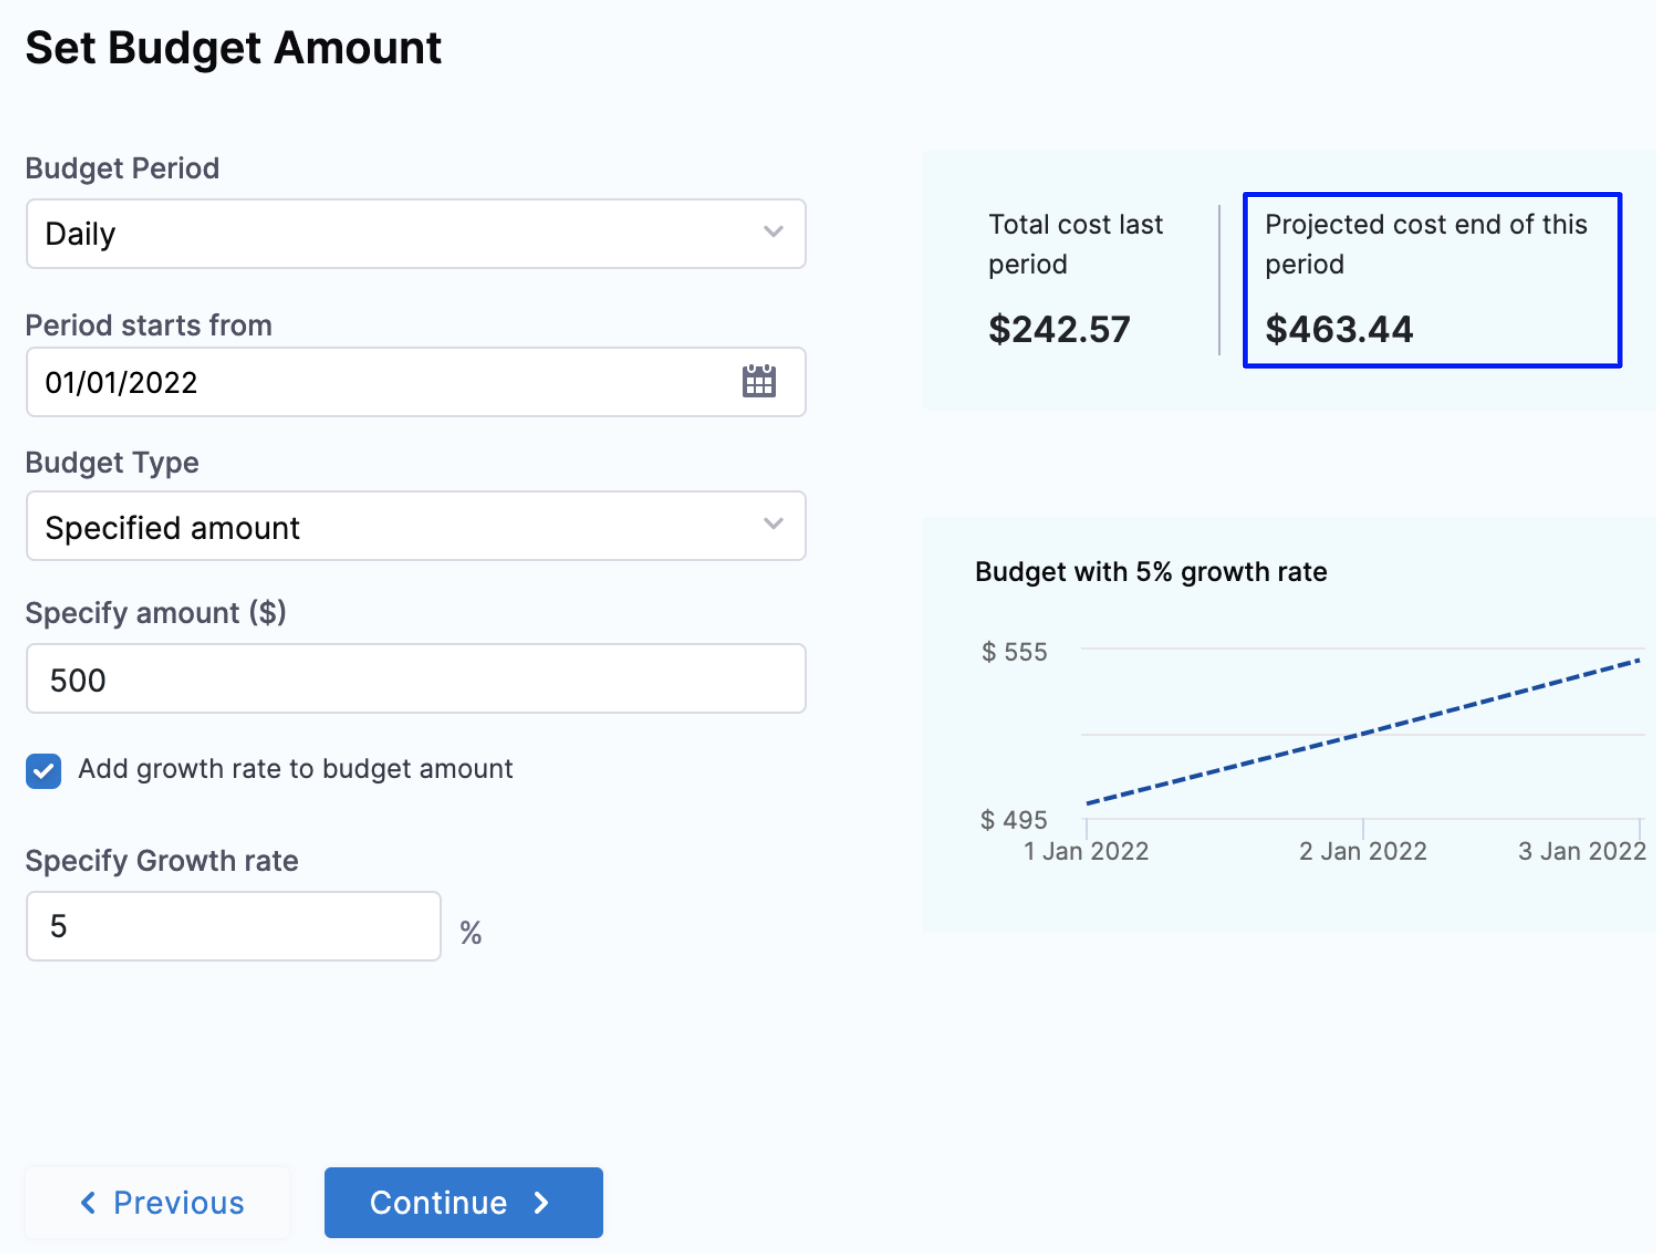 Set Budget Amount
Budget Period
Daily
Period starts from
01/01/2022
Budget Type
Specified amount
Specify amount ($)
500
Add growth rate to budget amount
Specify Growth rate
5
%
Previous
Continue
Total cost last
period
$242.57
Projected cost end of this
period
$463.44
Budget with 5% growth rate
$ 555
$ 495
1 Jan 2022
2 Jan 2022
3 Jan 2022